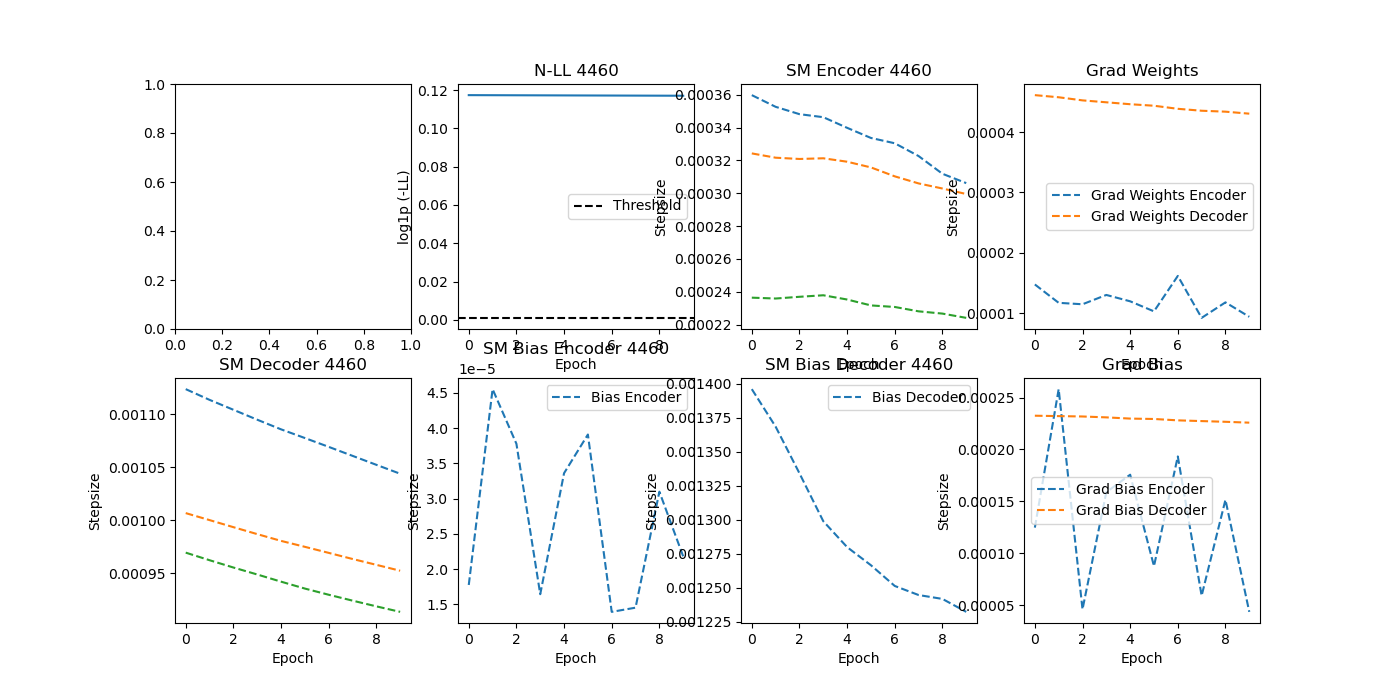 N-LL 4460
SM Encoder 4460
Grad Weights
1.0
0.8
0.6
0.4
0.2
0.0
0.0 0.2 0.4 0.6 0.8 1.0
log1p (-LL)
0.12
0.10
0.08
0.06
0.04
0.02
0.00
Threshold
0 2 4 6 8
Epoch
Stepsize
0.00036
0.00034
0.00032
0.00030
0.00028
0.00026
0.00024
0.00022
0 2 4 6 8
Epoch
Stepsize
0.0004
0.0003
0.0002
0.0001
Grad Weights Encoder
Grad Weights Decoder
0 2 4 6 8
Epoch
SM Decoder 4460
SM Bias Encoder 4460
SM Bias Decoder 4460
Grad Bias
Stepsize
0.00110
0.00105
0.00100
0.00095
0 2 4 6 8
Epoch
Stepsize
1e−5
4.5
4.0
3.5
3.0
2.5
2.0
1.5
Bias Encoder
0 2 4 6 8
Epoch
Stepsize
0.001400
0.001375
0.001350
0.001325
0.001300
0.001275
0.001250
0.001225
Bias Decoder
0 2 4 6 8
Epoch
Stepsize
0.00025
0.00020
0.00015
0.00010
0.00005
Grad Bias Encoder
Grad Bias Decoder
0 2 4 6 8
Epoch